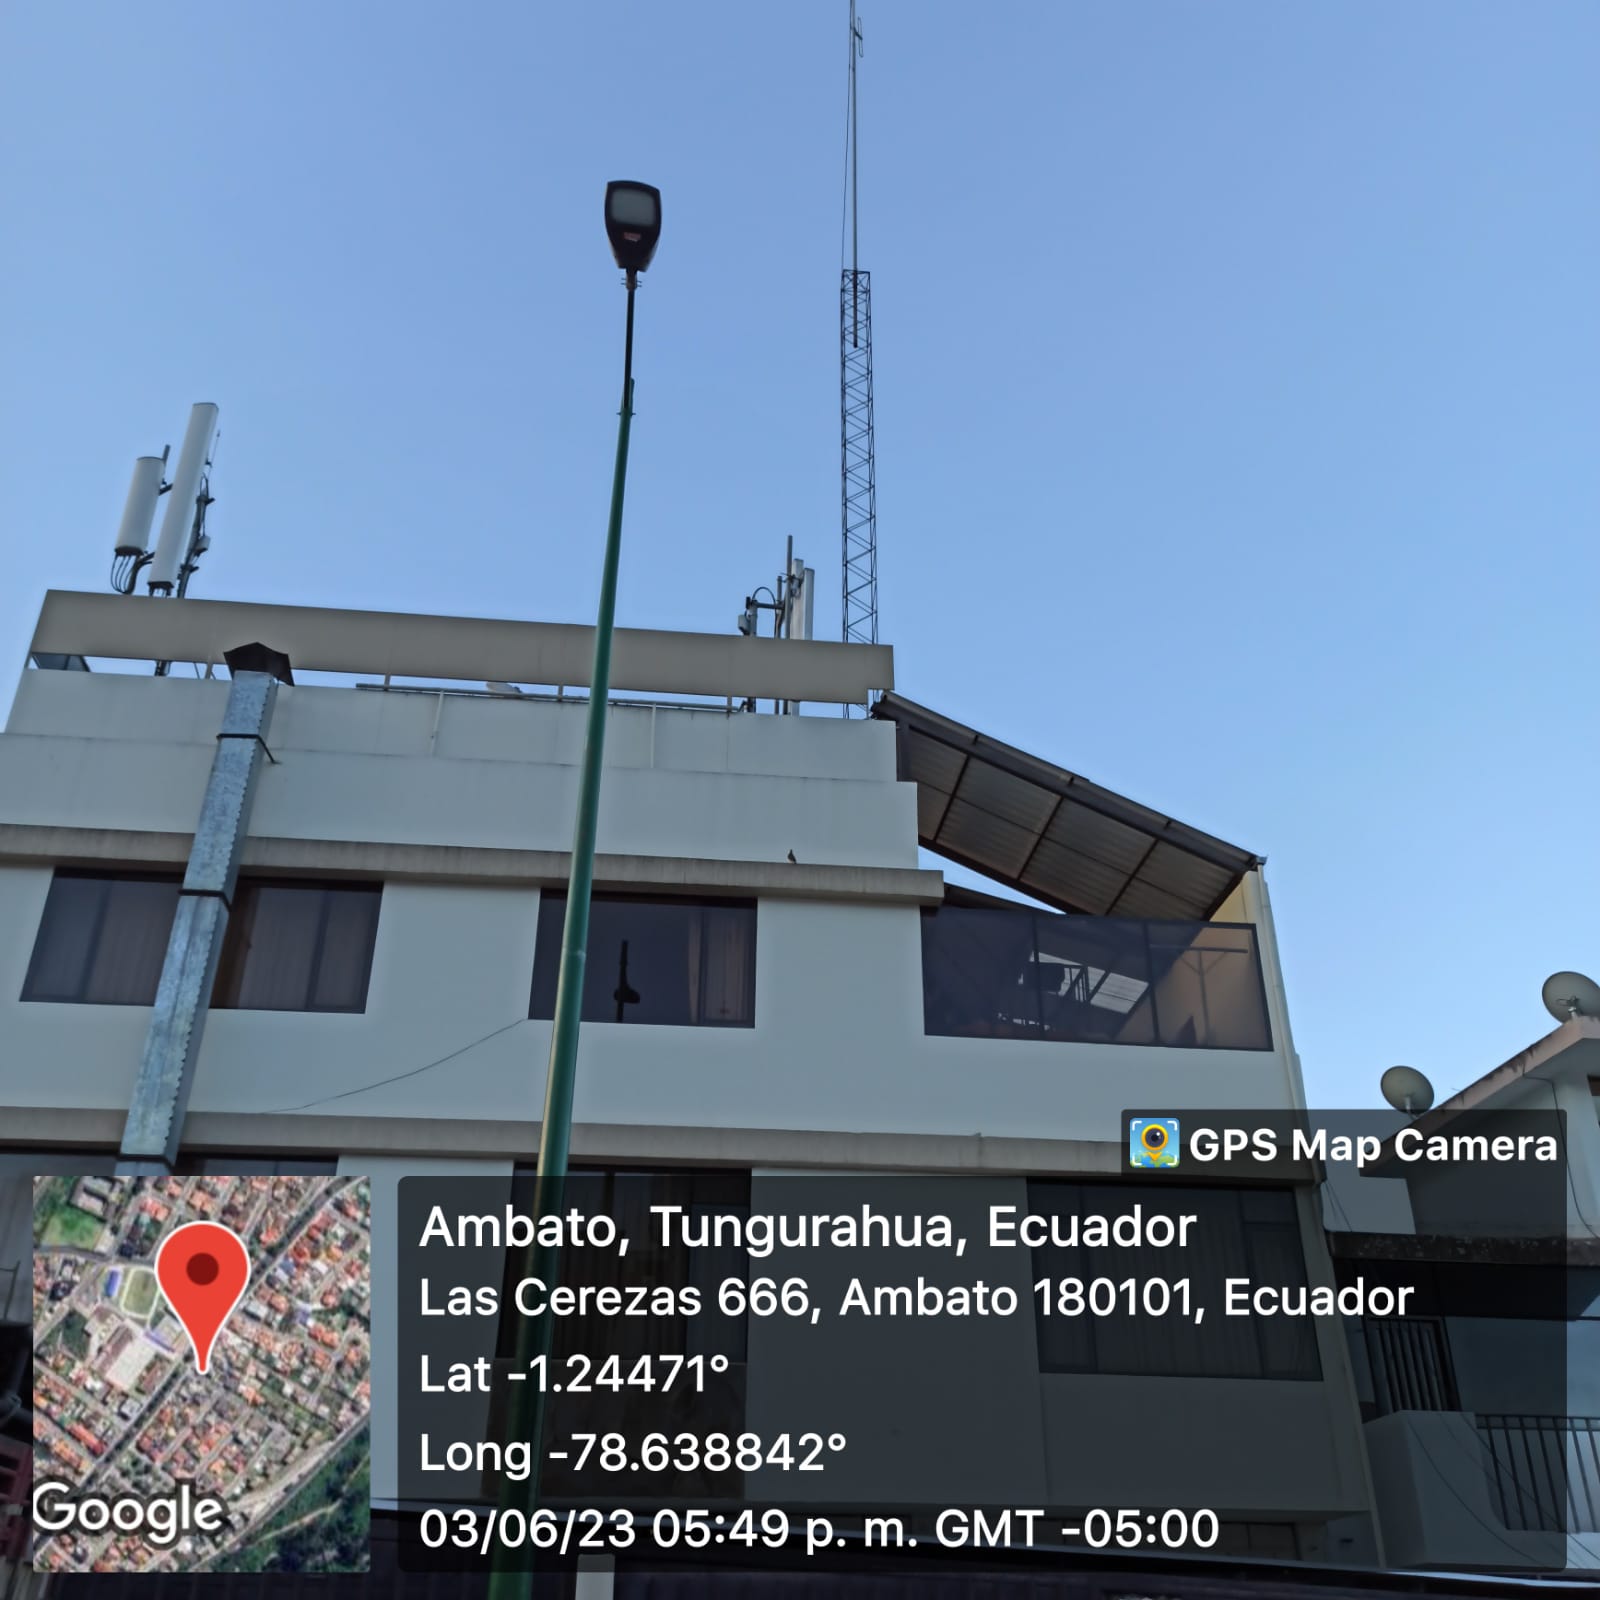 GPS Map Camera
Ambato, Tungurahua, Ecuador
Las Cerezas 666, Ambato 180101, Ecuador
Lat -1.24471°
Long -78.638842°
03/06/23 05:49 p. m. GMT -05:00
Google